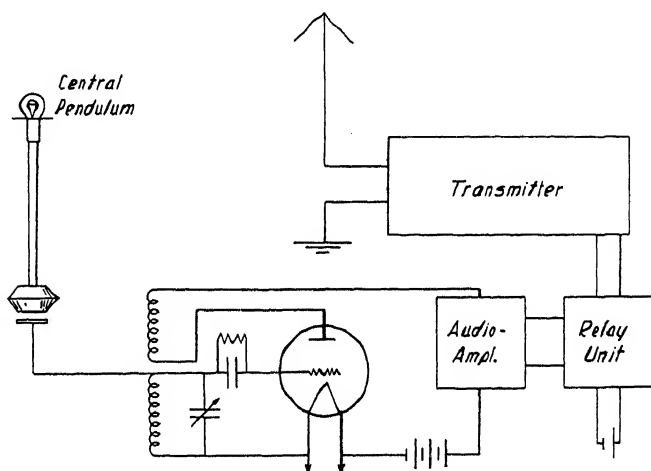 Central
Pendulum
Transmitter
Audio-
Ampl.
Relay
Unit